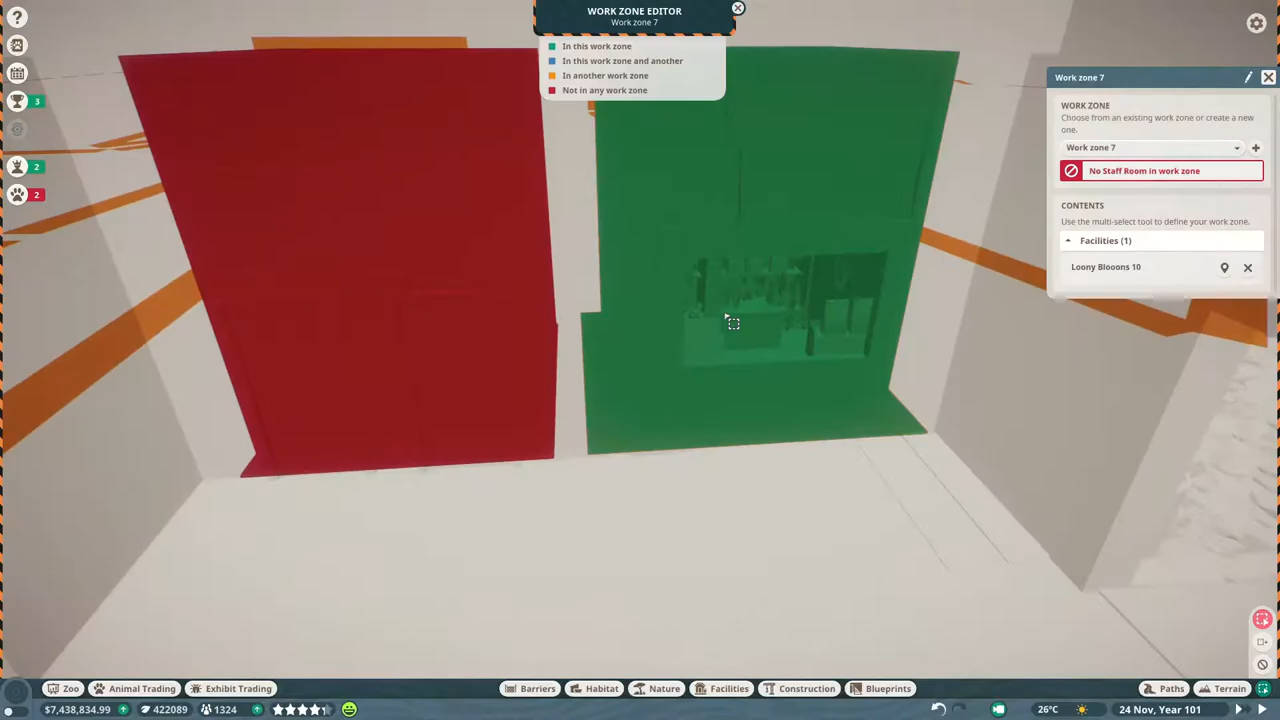 WORK ZONE EDITOR
Work zone 7
In this work zone
In this work zone and another
In another work zone
Not in any work zone
3
2
2
Work zone 7
WORK ZONE
Choose from an existing work zone or create a new
one.
Work zone 7
No Staff Room in work zone
CONTENTS
Use the multi-select tool to define your work zone.
Facilities (1)
Loony Blooons 10
Zoo
Animal Trading
Exhibit Trading
Barriers
Habitat
Nature
Facilities
Construction
Blueprints
Paths
Terrain
$7,438,834.99
422089
1324
26°C
24 Nov, Year 101